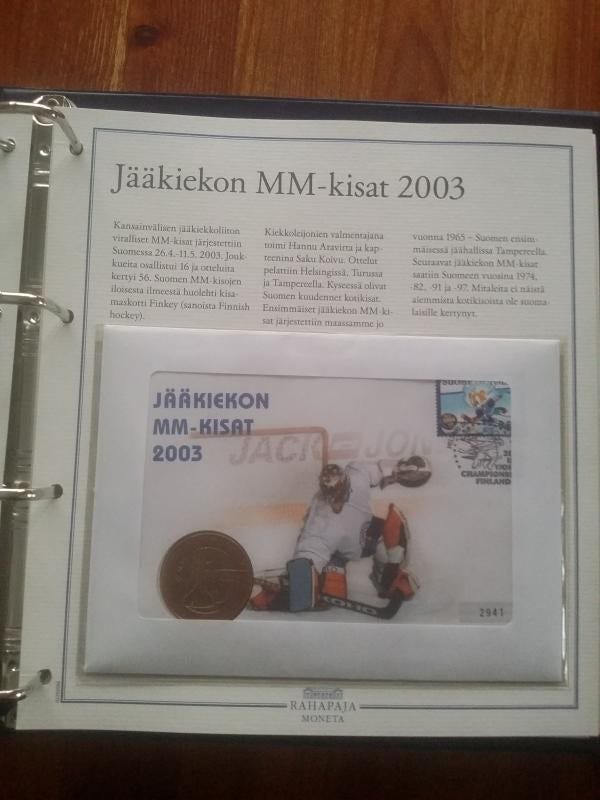 Jääkiekon MM-kisat 2003
Kansainvälisen jääkiekkoliiton
viralliset MM-kisat järjestettiin
Suomessa 26.4.-11.5. 2003. Jouk-
kueita osallistui 16 ja otteluita
kertyi 56. Suomen MM-kisojen
iloisesta ilmeestä huolehti kisa-
maskotti Finkey (sanoista Finnish
hockey).
Kiekkoleijonien valmentajana
toimi Hannu Aravirta ja kap-
teenina Saku Koivu. Ottelut
pelattiin Helsingissä, Turussa
ja Tampereella. Kyseessä olivat
Suomen kuudennet kotikisat.
Ensimmäiset jääkiekon MM-ki-
sat järjestettiin maassamme jo
vuonna 1965 – Suomen ensim-
mäisessä jäähallissa Tampereella.
Seuraavat jääkiekon MM-kisat
saatiin Suomeen vuosina 1974,
-82, -91 ja -97. Mitaleita ei näistä
aiemmista kotikisoista ole suoma-
laisille kertynyt.
JÄÄKIEKON
MM-KISAT
2003
JACK JON
CHAMPIONS
FINLAND
KOHO
2941
RAHAPAJA
MONETA